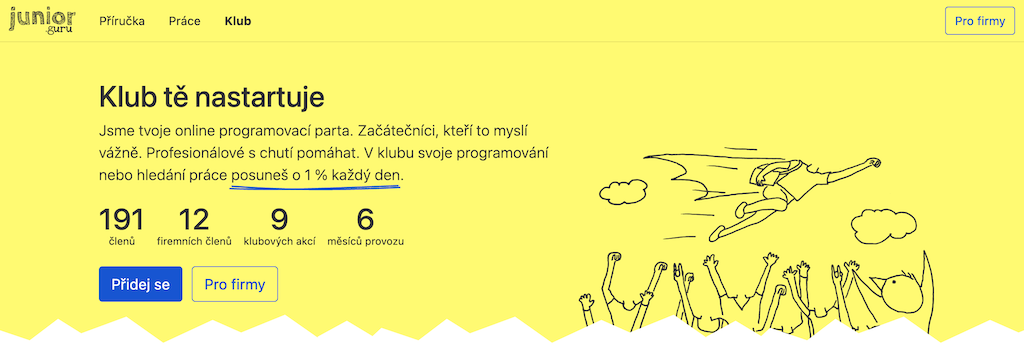 junior
.guru
Příručka
Práce
Klub
Pro firmy
Klub tě nastartuje
Jsme tvoje online programovací parta. Začátečníci, kteří to myslí
vážně. Profesionálové s chutí pomáhat. V klubu svoje programování
nebo hledání práce posuneš o 1 % každý den.
191
členů
12
firemních členů
9
klubových akcí
6
měsíců provozu
Přidej se
Pro firmy